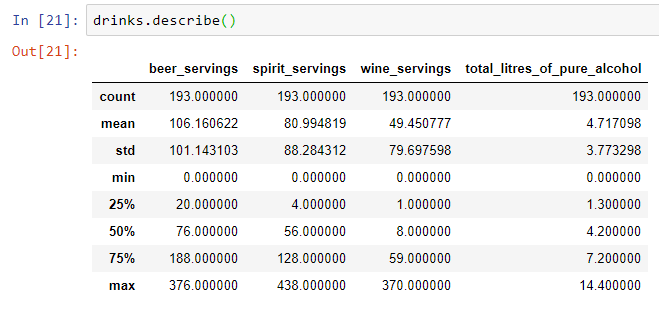 In [21]: drinks.describe()
Out[21]:
beer_servings spirit_servings wine_servings total_litres_of_pure_alcohol
count 193.000000 193.000000 193.000000 193.000000
mean 106.160622 80.994819 49.450777 4.717098
std 101.143103 88.284312 79.697598 3.773298
min 0.000000 0.000000 0.000000 0.000000
25% 20.000000 4.000000 1.000000 1.300000
50% 76.000000 56.000000 8.000000 4.200000
75% 188.000000 128.000000 59.000000 7.200000
max 376.000000 438.000000 370.000000 14.400000